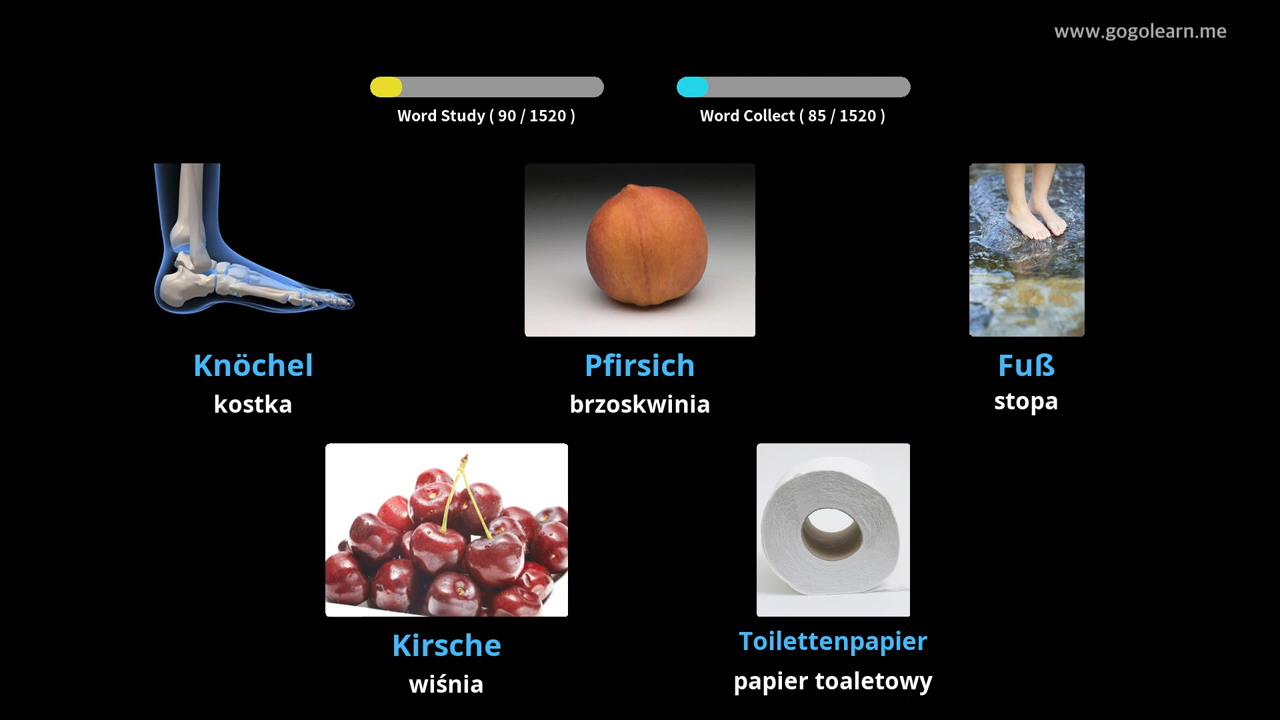 www.gogolearn.me
Word Study ( 90 / 1520 )
Word Collect ( 85 / 1520 )
Knöchel
kostka
Pfirsich
brzoskwinia
Fuß
stopa
Kirsche
wiśnia
Toilettenpapier
papier toaletowy